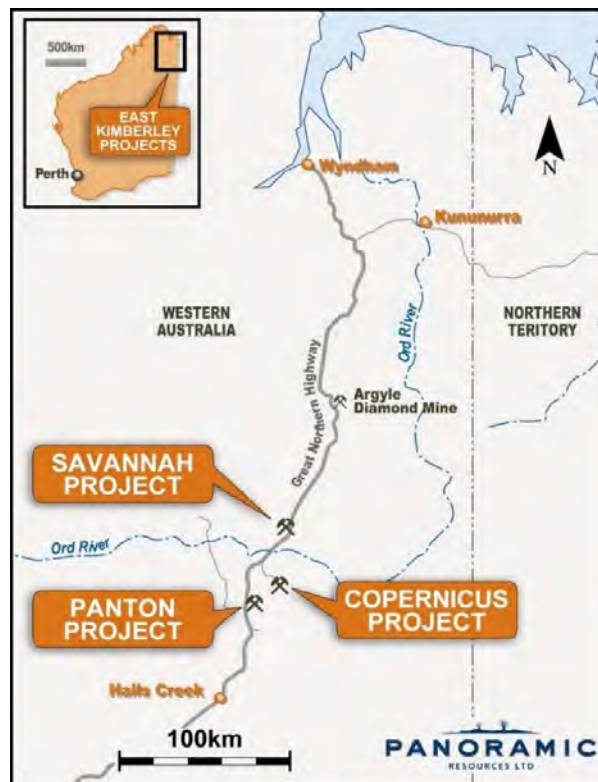 500km
EAST
KIMBERLEY
PROJECTS
Perth
Wyndham
N
Kununurra
WESTERN
AUSTRALIA
NORTHERN
TERRITORY
Ord River
Great Northern Highway
Argyle
Diamond Mine
SAVANNAH
PROJECT
Ord River
PANTON
PROJECT
COPERNICUS
PROJECT
Halls Creek
100km
PANORAMIC
RESOURCES LTD